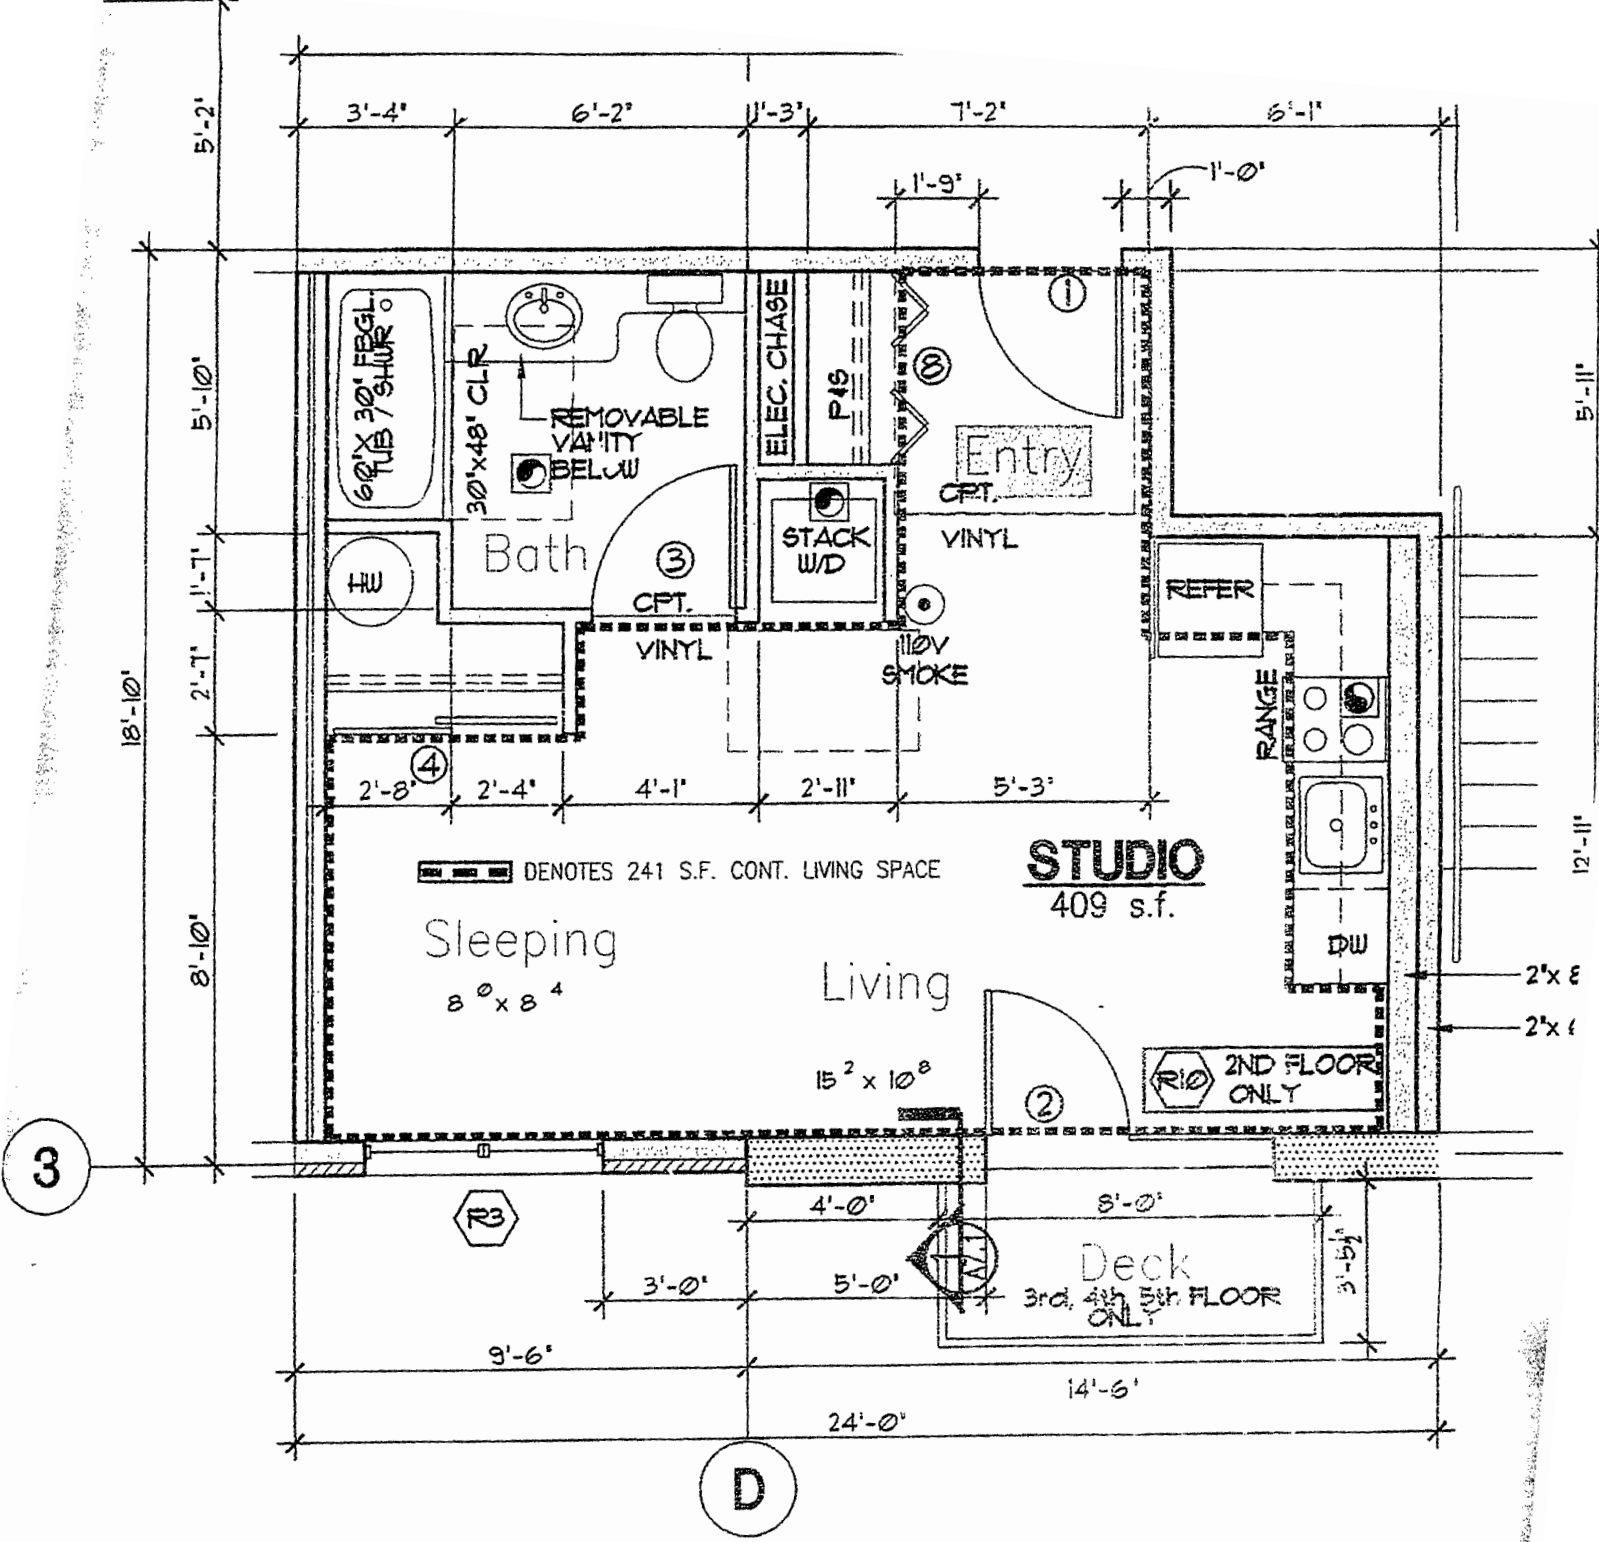 3'-4"
6'-2"
1'-3"
7'-2"
6'-1"
5'-2"
1'-9"
1'-0"
60"X 30" FBGL.
TUB / SHWR
30"x48" CLR
REMOVABLE
VANITY
BELOW
ELEC. CHASE
P&S
1
8
Entry
CPT.
VINYL
5'-10"
5'-11"
Bath
3
CPT.
VINYL
STACK
W/D
HW
REFER
1'-7"
110V
SMOKE
2'-7"
RANGE
18'-10"
4
2'-8"
2'-4"
4'-1"
2'-11"
5'-3"
12'-11"
DENOTES 241 S.F. CONT. LIVING SPACE
STUDIO
409 s.f.
Sleeping
8 0 x 8 4
Living
15 2 x 10 8
DW
8'-10"
2"x
2"x
R10
2ND FLOOR
ONLY
2
3
R3
4'-0"
8'-0"
A7.1
Deck
3rd, 4th, 5th FLOOR
ONLY
3'-5½"
3'-0"
5'-0"
9'-6"
14'-6"
24'-0"
D